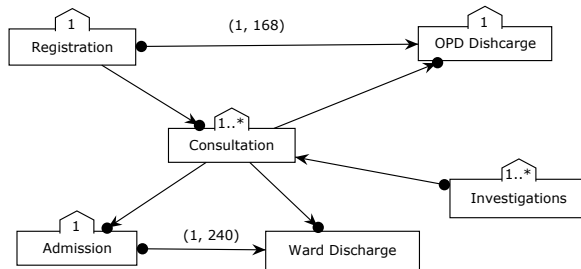 1
(1, 168)
1
Registration
OPD Dishcarge
1..*
Consultation
1..*
Investigations
1
(1, 240)
Admission
Ward Discharge